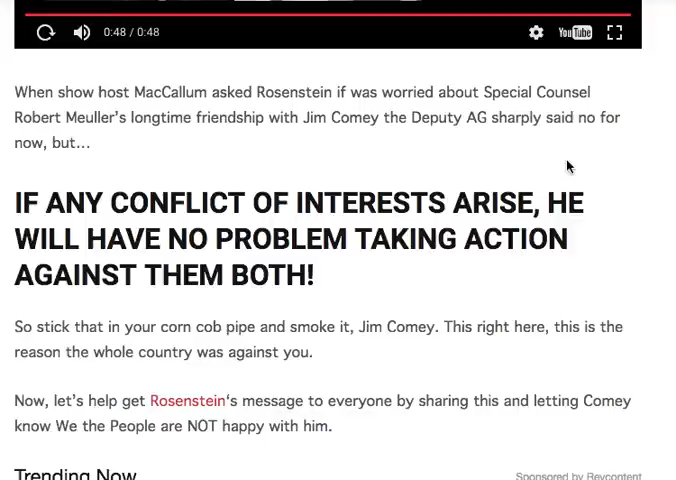 0:48 / 0:48
YouTube
When show host MacCallum asked Rosenstein if was worried about Special Counsel
Robert Meuller’s longtime friendship with Jim Comey the Deputy AG sharply said no for
now, but…
IF ANY CONFLICT OF INTERESTS ARISE, HE
WILL HAVE NO PROBLEM TAKING ACTION
AGAINST THEM BOTH!
So stick that in your corn cob pipe and smoke it, Jim Comey. This right here, this is the
reason the whole country was against you.
Now, let’s help get Rosenstein‘s message to everyone by sharing this and letting Comey
know We the People are NOT happy with him.
Trending Now
Sponsored by Revcontent